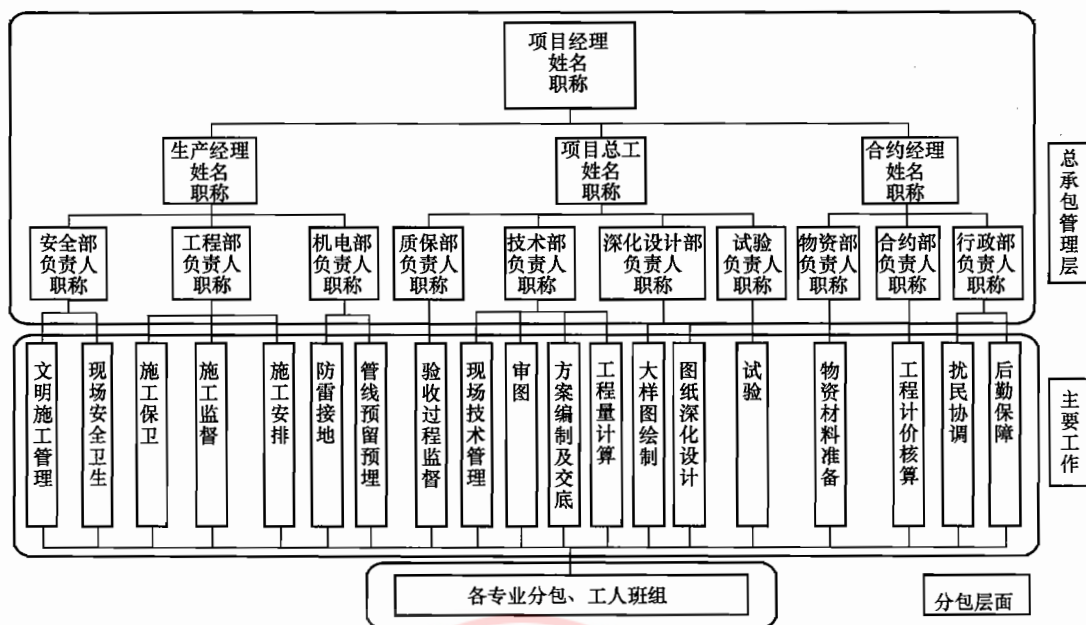 项目经理
姓名
职称
生产经理
姓名
职称
项目总工
姓名
职称
合约经理
姓名
职称
总承包管理层
安全部
负责人
职称
工程部
负责人
职称
机电部
负责人
职称
质保部
负责人
职称
技术部
负责人
职称
深化设计部
负责人
职称
试验
负责人
职称
物资部
负责人
职称
合约部
负责人
职称
行政部
负责人
职称
文明施工管理
现场安全卫生
施工保卫
施工监督
施工安排
防雷接地
管线预留预埋
验收过程监督
现场技术管理
审图
方案编制及交底
工程量计算
大样图绘制
图纸深化设计
试验
物资材料准备
工程计价核算
扰民协调
后勤保障
主要工作
各专业分包、工人班组
分包层面